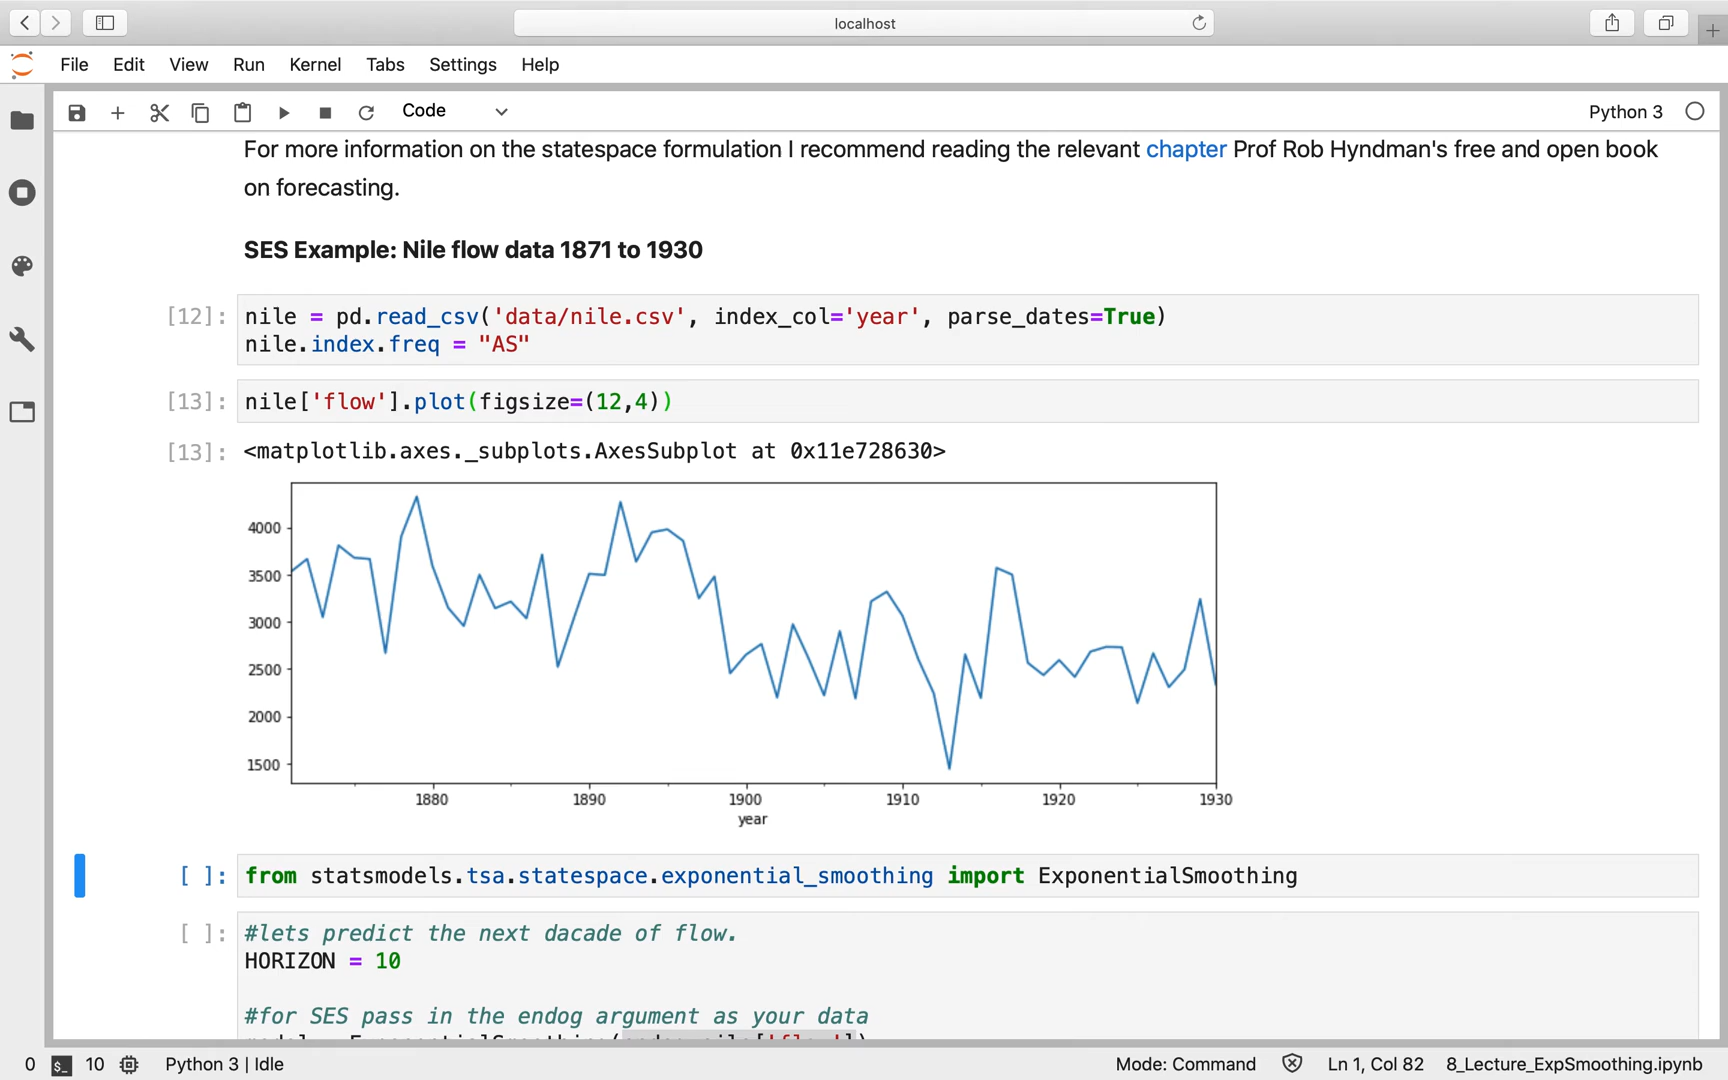 localhost
File Edit View Run Kernel Tabs Settings Help
Code Python 3
For more information on the statespace formulation I recommend reading the relevant chapter Prof Rob Hyndman's free and open book
on forecasting.
SES Example: Nile flow data 1871 to 1930
[12]: nile = pd.read_csv('data/nile.csv', index_col='year', parse_dates=True)
nile.index.freq = "AS"
[13]: nile['flow'].plot(figsize=(12,4))
[13]: <matplotlib.axes._subplots.AxesSubplot at 0x11e728630>
4000
3500
3000
2500
2000
1500
1880 1890 1900 1910 1920 1930
year
[ ]: from statsmodels.tsa.statespace.exponential_smoothing import ExponentialSmoothing
[ ]: #lets predict the next dacade of flow.
HORIZON = 10
#for SES pass in the endog argument as your data
0 $_ 10 Python 3 | Idle Mode: Command Ln 1, Col 82 8_Lecture_ExpSmoothing.ipynb